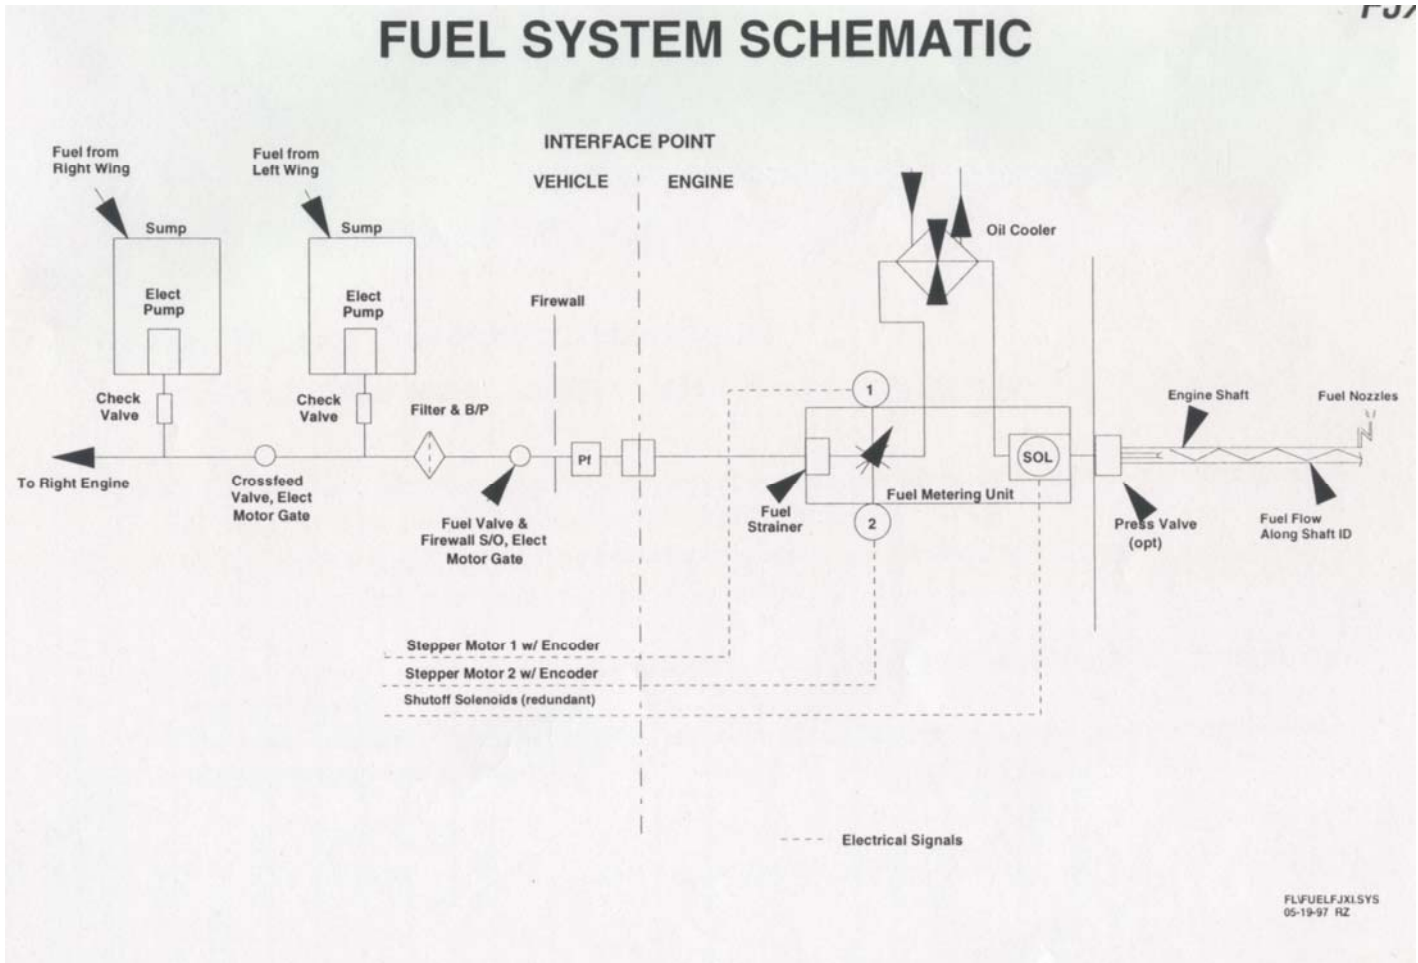 FUEL SYSTEM SCHEMATIC
INTERFACE POINT
VEHICLE
ENGINE
Fuel from
Right Wing
Fuel from
Left Wing
Sump
Sump
Elect
Pump
Elect
Pump
Oil Cooler
Firewall
Check
Valve
Check
Valve
Filter & B/P
1
Engine Shaft
Fuel Nozzles
Pf
SOL
To Right Engine
Crossfeed
Valve, Elect
Motor Gate
Fuel Valve &
Firewall S/O, Elect
Motor Gate
Fuel Metering Unit
Fuel
Strainer
2
Press Valve
(opt)
Fuel Flow
Along Shaft ID
Stepper Motor 1 w/ Encoder
Stepper Motor 2 w/ Encoder
Shutoff Solenoids (redundant)
Electrical Signals
FL\FUELFJXI.SYS
05-19-97 RZ